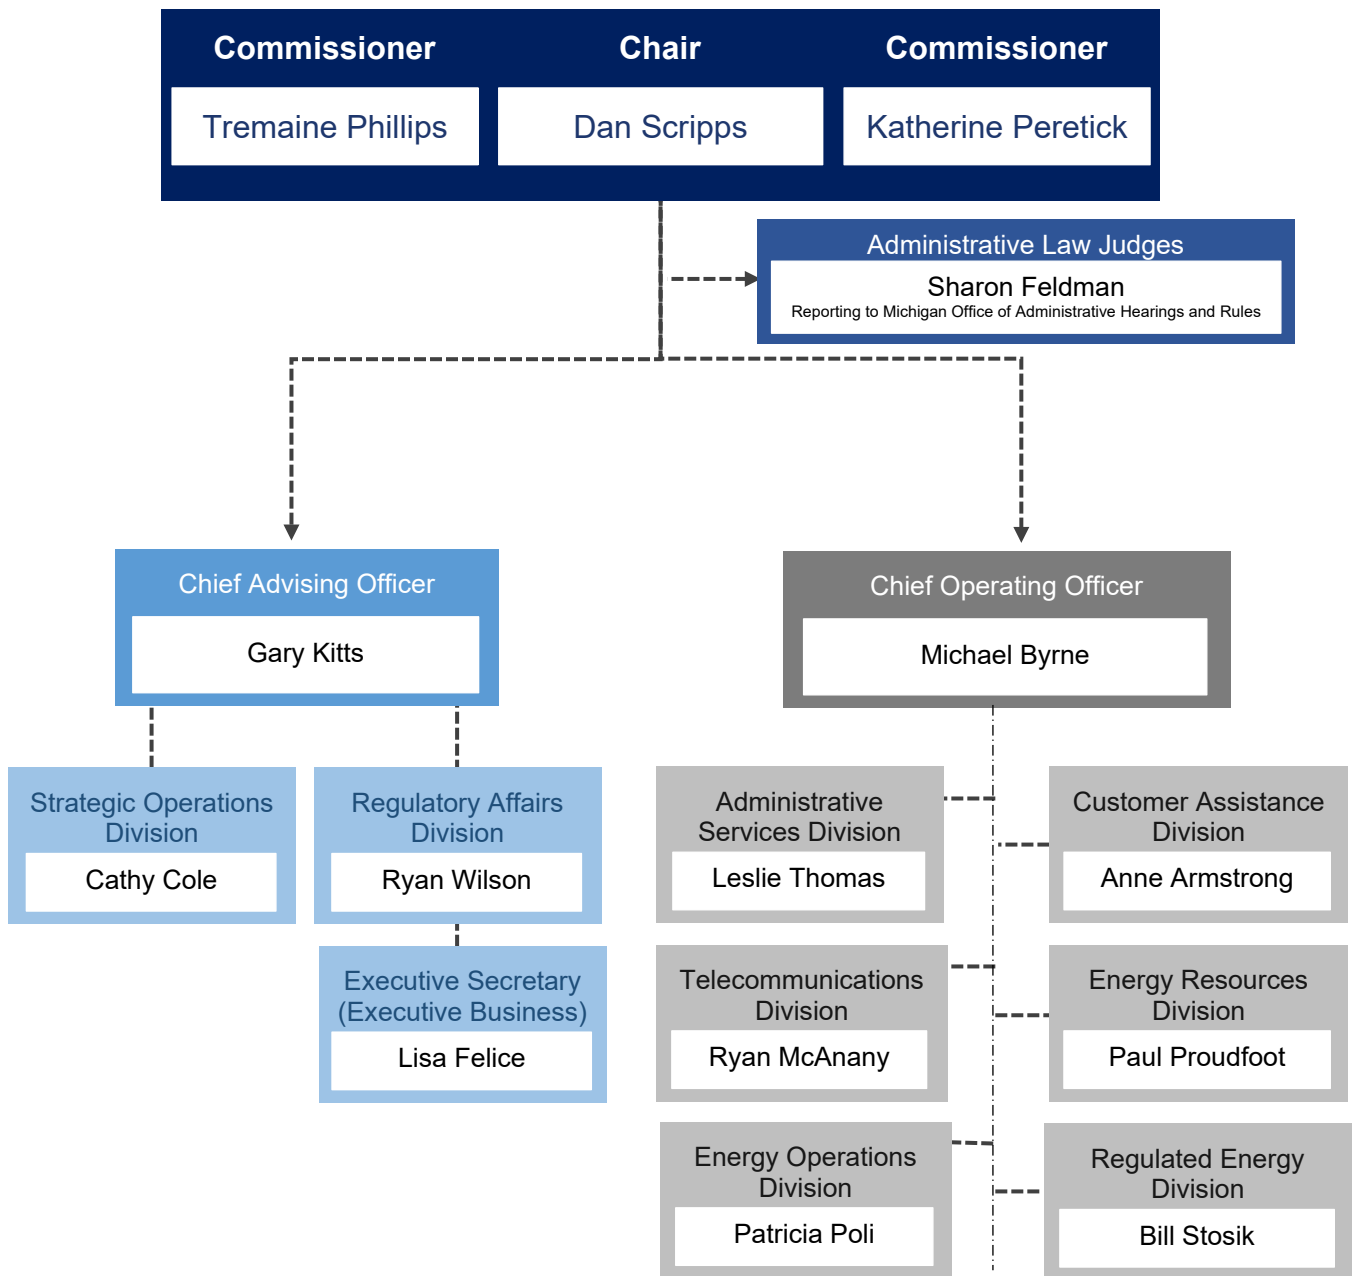 Commissioner
Chair
Commissioner
Tremaine Phillips
Dan Scripps
Katherine Peretick
Administrative Law Judges
Sharon Feldman
Reporting to Michigan Office of Administrative Hearings and Rules
Chief Advising Officer
Gary Kitts
Chief Operating Officer
Michael Byrne
Strategic Operations
Division
Cathy Cole
Regulatory Affairs
Division
Ryan Wilson
Executive Secretary
(Executive Business)
Lisa Felice
Administrative
Services Division
Leslie Thomas
Customer Assistance
Division
Anne Armstrong
Telecommunications
Division
Ryan McAnany
Energy Resources
Division
Paul Proudfoot
Energy Operations
Division
Patricia Poli
Regulated Energy
Division
Bill Stosik